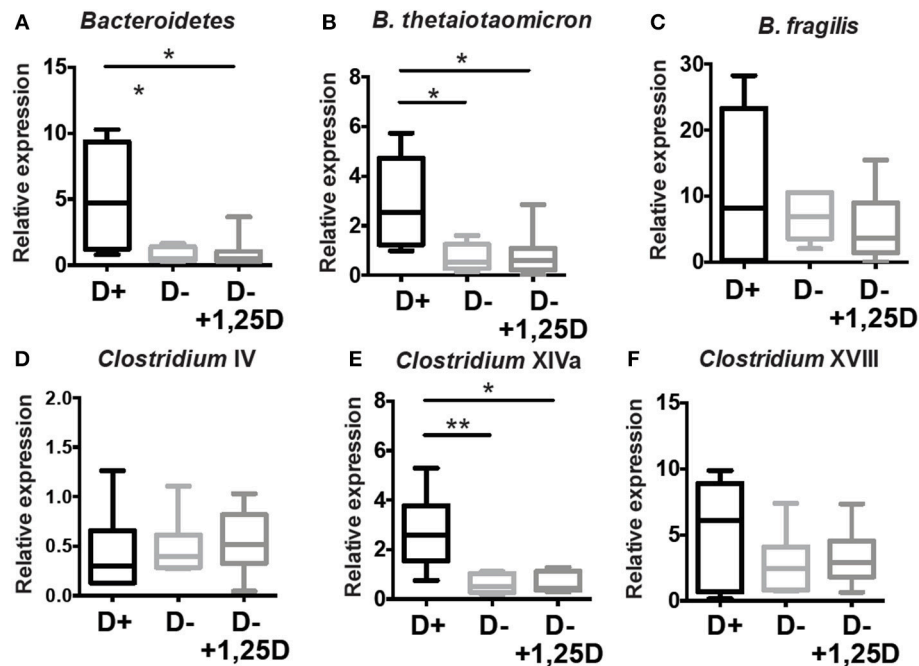 A Bacteroidetes
*
*
Relative expression
15
10
5
0
D+ D- D-
+1,25D
B B. thetaiotaomicron
*
*
Relative expression
8
6
4
2
0
D+ D- D-
+1,25D
C B. fragilis
Relative expression
30
20
10
0
D+ D- D-
+1,25D
D Clostridium IV
Relative expression
2.0
1.5
1.0
0.5
0.0
D+ D- D-
+1,25D
E Clostridium XIVa
*
**
Relative expression
8
6
4
2
0
D+ D- D-
+1,25D
F Clostridium XVIII
Relative expression
15
10
5
0
D+ D- D-
+1,25D